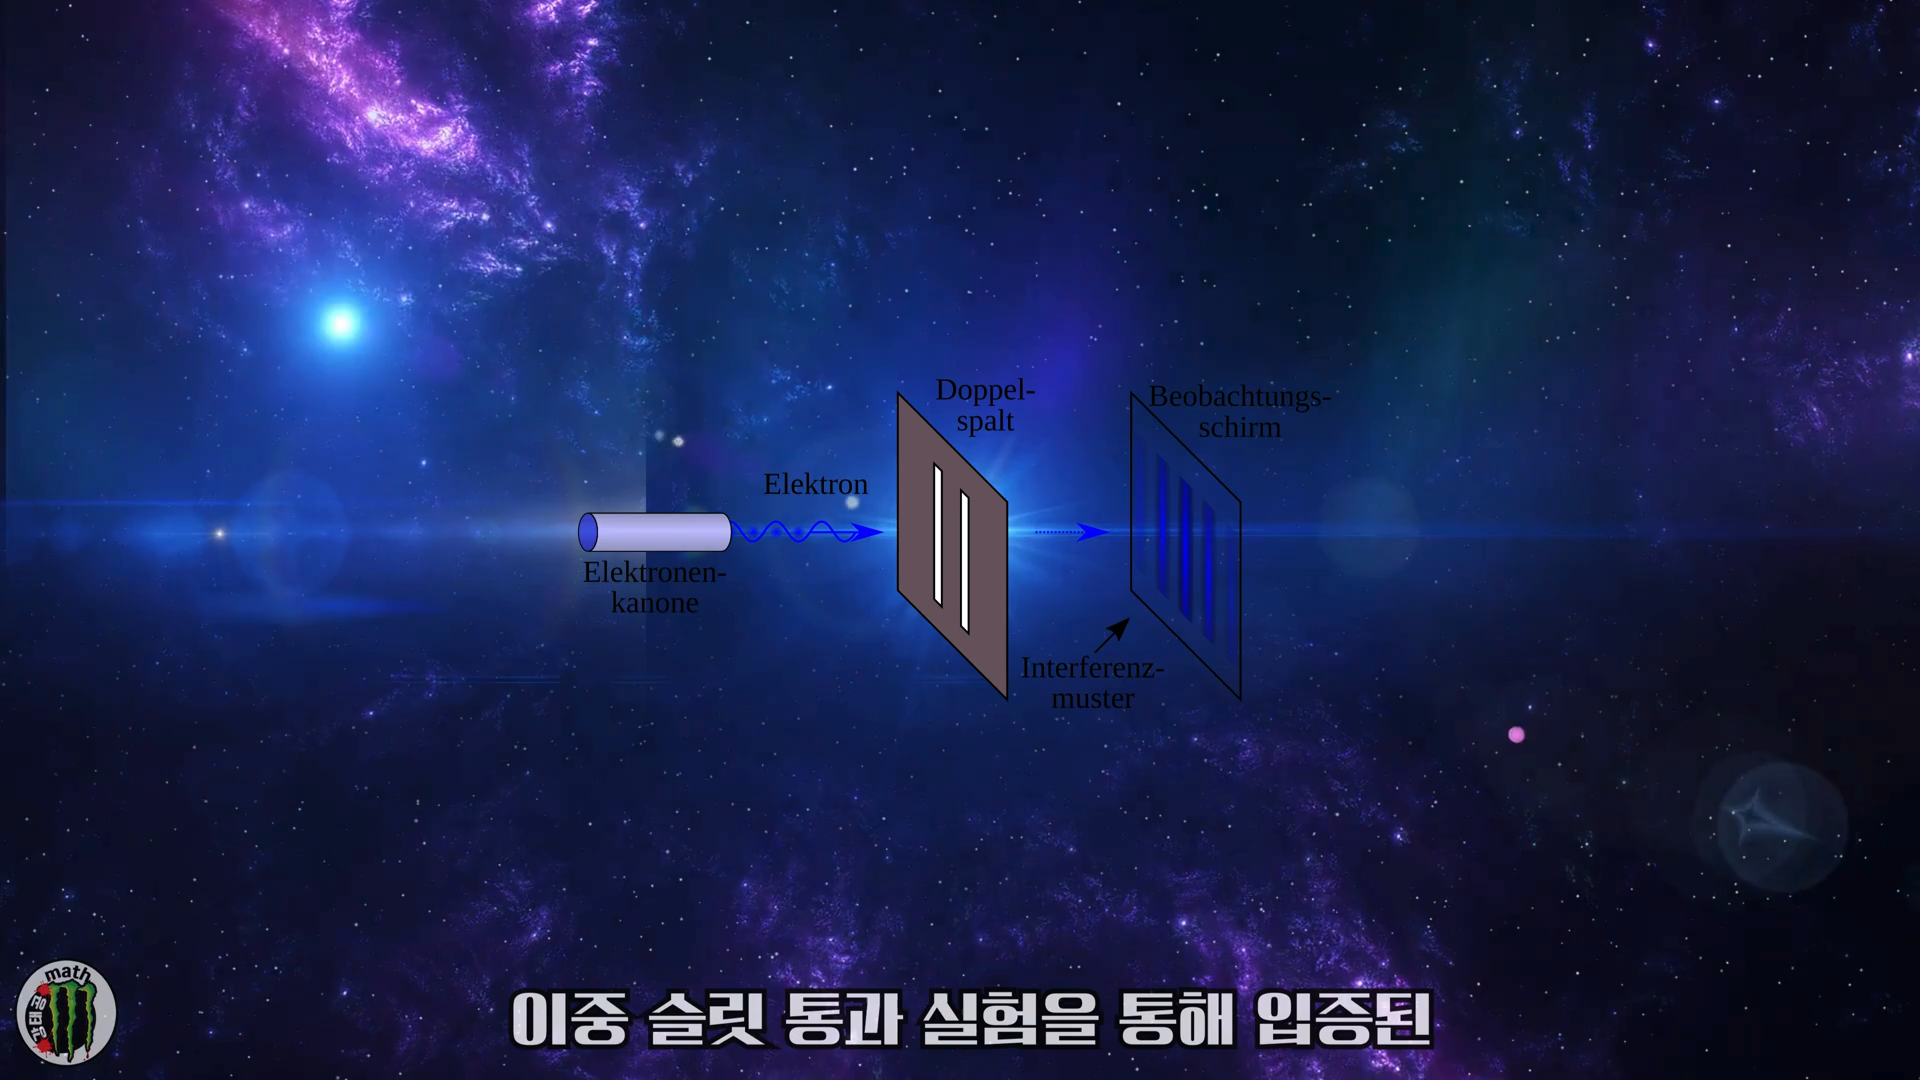 Doppel-
spalt
Beobachtungs-
schirm
Elektron
Elektronen-
kanone
Interferenz-
muster
math
이중 슬릿 통과 실험을 통해 입증된